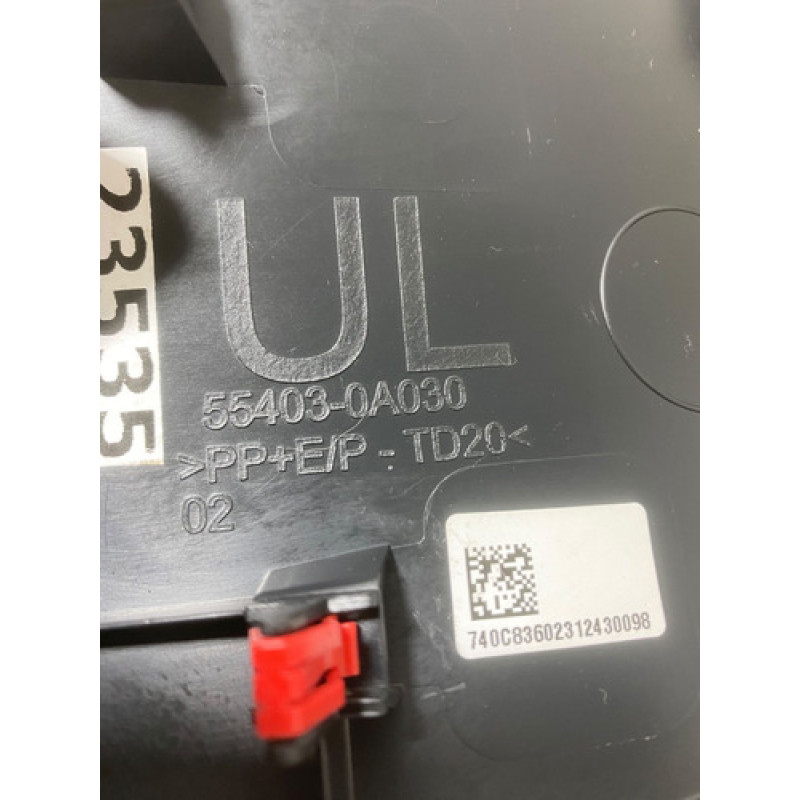 23535
UL
55403-0A030
>PP+E/P-TD20<
02
740C83602312430098